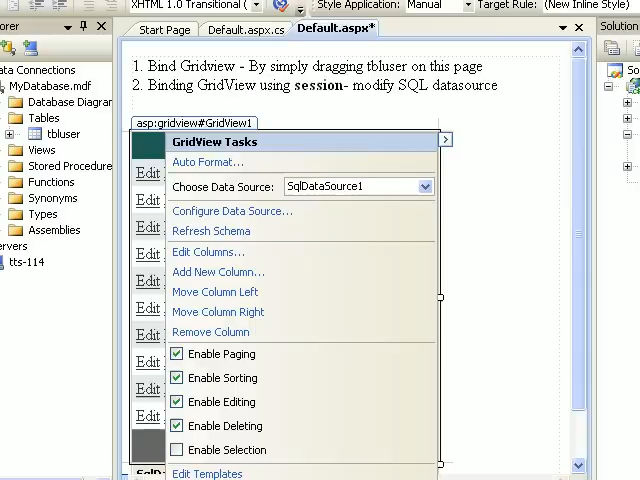 XHTML 1.0 Transitional ( Style Application: Manual Target Rule: (New Inline Style)
orer Start Page Default.aspx.cs Default.aspx* Solution
ta Connections
MyDatabase.mdf
Database Diagran
Tables
tbluser
Views
Stored Procedure
Functions
Synonyms
Types
Assemblies
ervers
tts-114
1. Bind Gridview - By simply dragging tbluser on this page
2. Binding GridView using session- modify SQL datasource
asp:gridview#GridView1
GridView Tasks
Auto Format...
Edit
Choose Data Source: SqlDataSource1
Edit
Configure Data Source...
Edit
Refresh Schema
Edit
Edit Columns...
Add New Column...
Edit
Move Column Left
Edit
Move Column Right
Edit
Remove Column
Edit
Enable Paging
Enable Sorting
Edit
Enable Editing
Edit
Enable Deleting
Enable Selection
SqlDa
Edit Templates
So